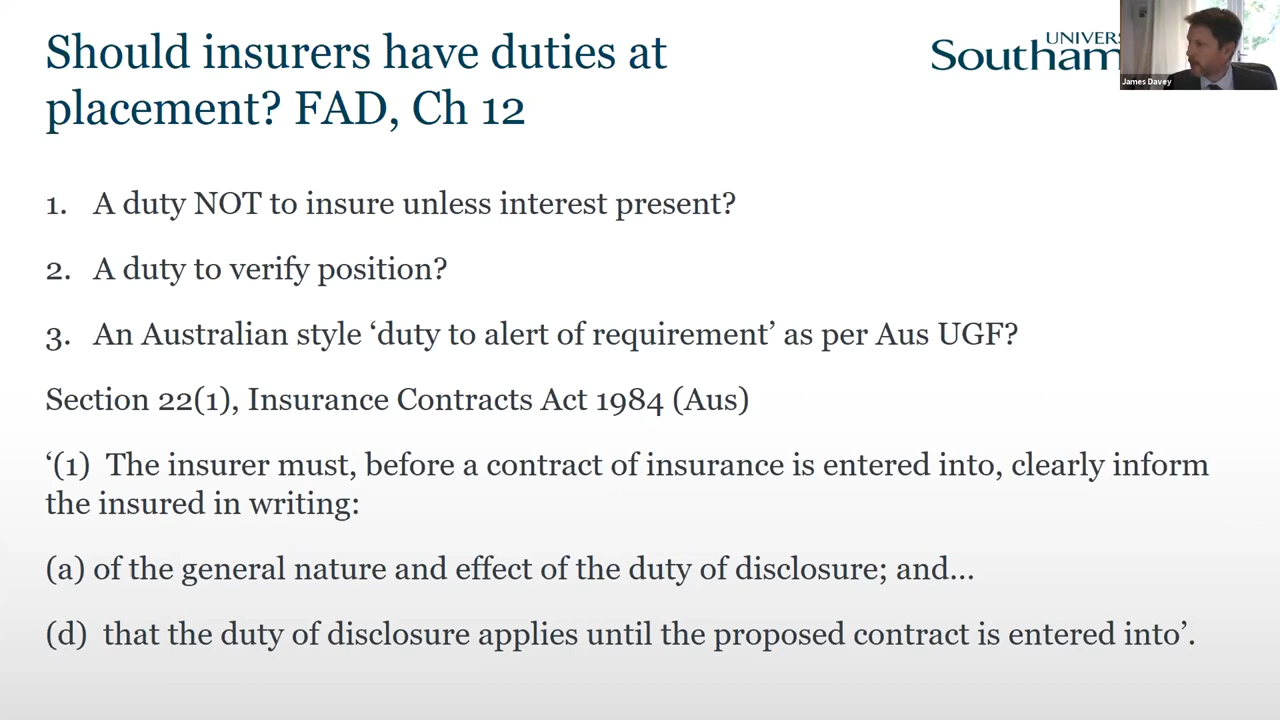 Should insurers have duties at
placement? FAD, Ch 12
UNIVERS
Southam
James Davey
1. A duty NOT to insure unless interest present?
2. A duty to verify position?
3. An Australian style ‘duty to alert of requirement’ as per Aus UGF?
Section 22(1), Insurance Contracts Act 1984 (Aus)
‘(1) The insurer must, before a contract of insurance is entered into, clearly inform
the insured in writing:
(a) of the general nature and effect of the duty of disclosure; and…
(d) that the duty of disclosure applies until the proposed contract is entered into’.